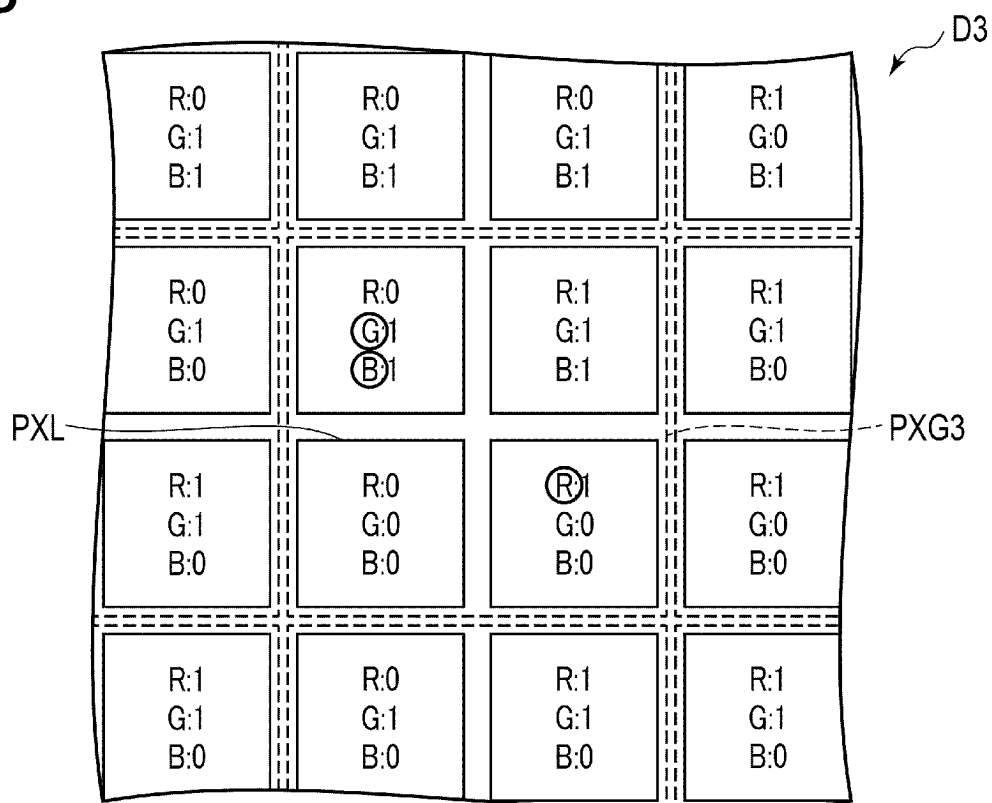 D3
R:0 R:0 R:0 R:1
G:1 G:1 G:1 G:0
B:1 B:1 B:1 B:1
R:0 R:0 R:1 R:1
G:1 G:1 G:1 G:1
B:0 B:1 B:1 B:0
PXL PXG3
R:1 R:0 R:1 R:1
G:1 G:0 G:0 G:0
B:0 B:0 B:0 B:0
R:1 R:0 R:1 R:1
G:1 G:1 G:1 G:1
B:0 B:0 B:0 B:0